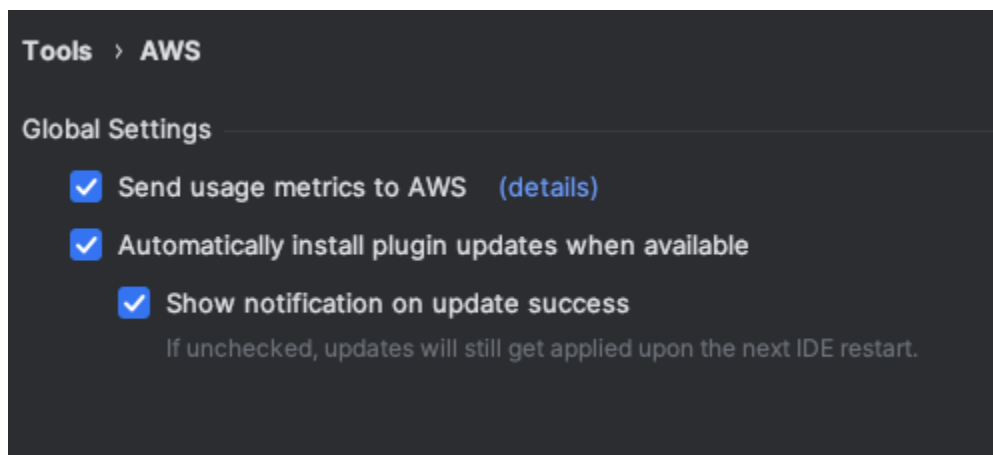 Tools › AWS
Global Settings
Send usage metrics to AWS (details)
Automatically install plugin updates when available
Show notification on update success
If unchecked, updates will still get applied upon the next IDE restart.